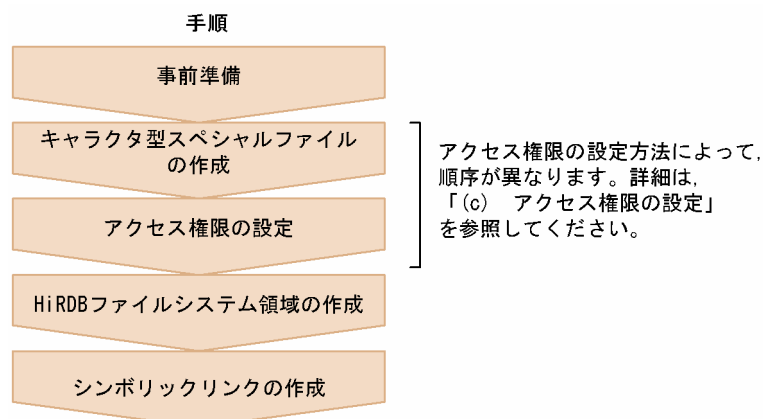 手順
事前準備
キャラクタ型スペシャルファイル
の作成
アクセス権限の設定
アクセス権限の設定方法によって,
順序が異なります。詳細は,
「(c) アクセス権限の設定」
を参照してください。
HiRDBファイルシステム領域の作成
シンボリックリンクの作成